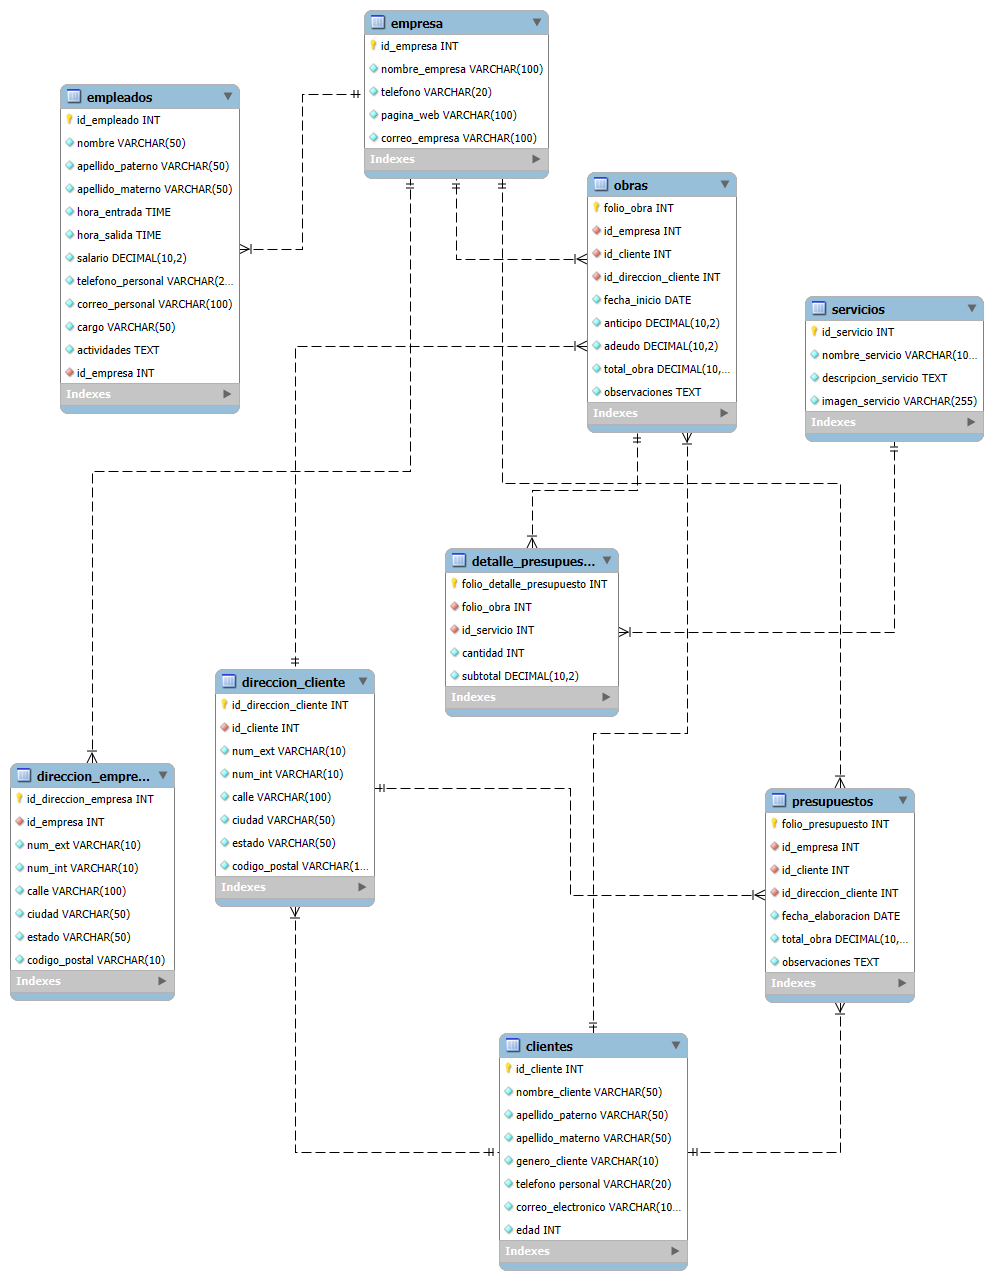 empresa
id_empresa INT
nombre_empresa VARCHAR(100)
telefono VARCHAR(20)
pagina_web VARCHAR(100)
correo_empresa VARCHAR(100)
Indexes
empleados
id_empleado INT
nombre VARCHAR(50)
apellido_paterno VARCHAR(50)
apellido_materno VARCHAR(50)
hora_entrada TIME
hora_salida TIME
salario DECIMAL(10,2)
telefono_personal VARCHAR(2...
correo_personal VARCHAR(100)
cargo VARCHAR(50)
actividades TEXT
id_empresa INT
Indexes
obras
folio_obra INT
id_empresa INT
id_cliente INT
id_direccion_cliente INT
fecha_inicio DATE
anticipo DECIMAL(10,2)
adeudo DECIMAL(10,2)
total_obra DECIMAL(10,...
observaciones TEXT
Indexes
servicios
id_servicio INT
nombre_servicio VARCHAR(10...
descripcion_servicio TEXT
imagen_servicio VARCHAR(255)
Indexes
detalle_presupues...
folio_detalle_presupuesto INT
folio_obra INT
id_servicio INT
cantidad INT
subtotal DECIMAL(10,2)
Indexes
direccion_cliente
id_direccion_cliente INT
id_cliente INT
num_ext VARCHAR(10)
num_int VARCHAR(10)
calle VARCHAR(100)
ciudad VARCHAR(50)
estado VARCHAR(50)
codigo_postal VARCHAR(1...
Indexes
direccion_empre...
id_direccion_empresa INT
id_empresa INT
num_ext VARCHAR(10)
num_int VARCHAR(10)
calle VARCHAR(100)
ciudad VARCHAR(50)
estado VARCHAR(50)
codigo_postal VARCHAR(10)
Indexes
presupuestos
folio_presupuesto INT
id_empresa INT
id_cliente INT
id_direccion_cliente INT
fecha_elaboracion DATE
total_obra DECIMAL(10,...
observaciones TEXT
Indexes
clientes
id_cliente INT
nombre_cliente VARCHAR(50)
apellido_paterno VARCHAR(50)
apellido_materno VARCHAR(50)
genero_cliente VARCHAR(10)
telefono personal VARCHAR(20)
correo_electronico VARCHAR(10...
edad INT
Indexes